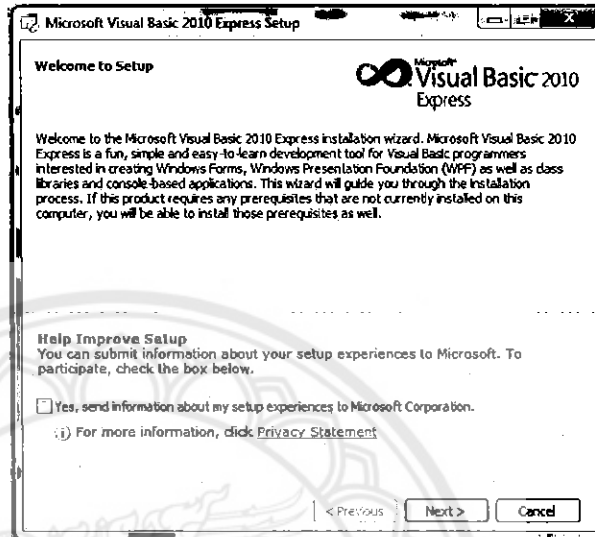 Microsoft Visual Basic 2010 Express Setup
Welcome to Setup
Microsoft
Visual Basic 2010
Express
Welcome to the Microsoft Visual Basic 2010 Express installation wizard. Microsoft Visual Basic 2010
Express is a fun, simple and easy-to-learn development tool for Visual Basic programmers
interested in creating Windows Forms, Windows Presentation Foundation (WPF) as well as class
libraries and console-based applications. This wizard will guide you through the installation
process. If this product requires any prerequisites that are not currently installed on this
computer, you will be able to install those prerequisites as well.
Help Improve Setup
You can submit information about your setup experiences to Microsoft. To
participate, check the box below.
Yes, send information about my setup experiences to Microsoft Corporation.
For more information, click Privacy Statement
< Previous
Next >
Cancel